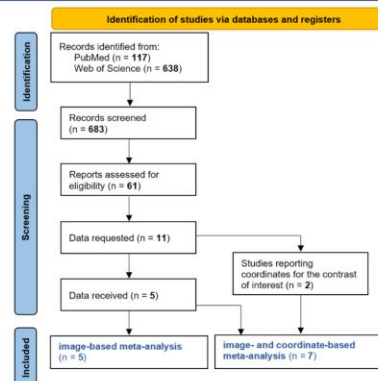 Identification of studies via databases and registers
Identification
Records identified from:
PubMed (n = 117)
Web of Science (n = 638)
Screening
Records screened
(n = 683)
Reports assessed for
eligibility (n = 61)
Data requested (n = 11)
Studies reporting
coordinates for the contrast
of interest (n = 2)
Data received (n = 5)
Included
image-based meta-analysis
(n = 5)
image- and coordinate-based
meta-analysis (n = 7)